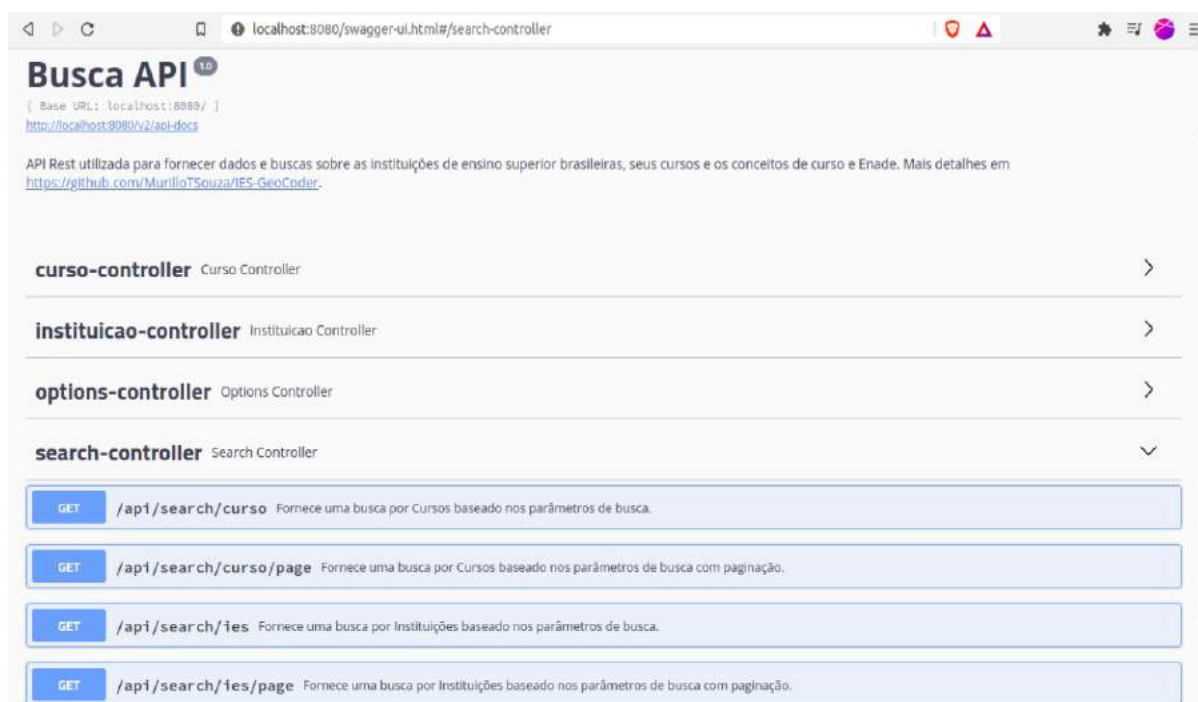 localhost:8080/swagger-ui.html#/search-controller
Busca API 1.0
[ Base URL: localhost:8080/ ]
http://localhost:8080/v2/api-docs
API Rest utilizada para fornecer dados e buscas sobre as instituições de ensino superior brasileiras, seus cursos e os conceitos de curso e Enade. Mais detalhes em
https://github.com/MurilloTSouza/IES-GeoCoder.
curso-controller Curso Controller
instituicao-controller Instituicao Controller
options-controller Options Controller
search-controller Search Controller
GET /api/search/curso Fornece uma busca por Cursos baseado nos parâmetros de busca.
GET /api/search/curso/page Fornece uma busca por Cursos baseado nos parâmetros de busca com paginação.
GET /api/search/ies Fornece uma busca por Instituições baseado nos parâmetros de busca.
GET /api/search/ies/page Fornece uma busca por Instituições baseado nos parâmetros de busca com paginação.